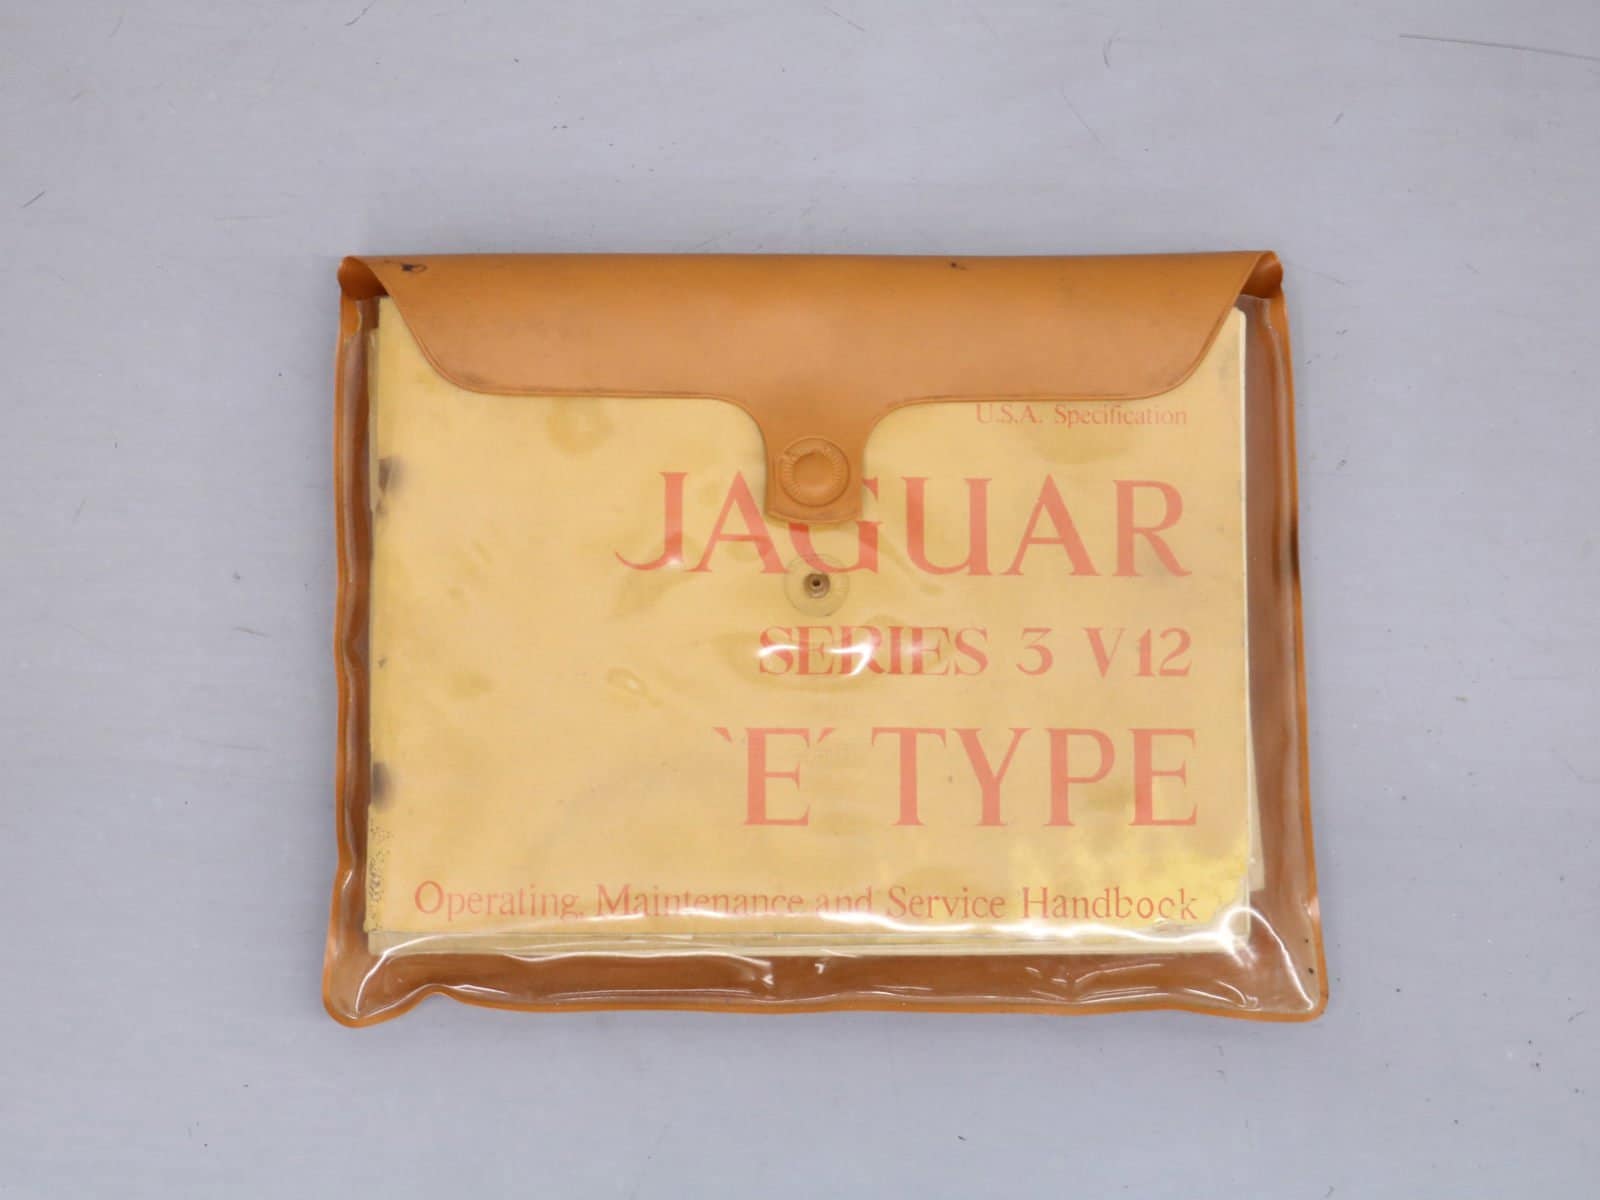 U.S.A. Specification
JAGUAR
SERIES 3 V12
`E´ TYPE
Operating, Maintenance and Service Handbook